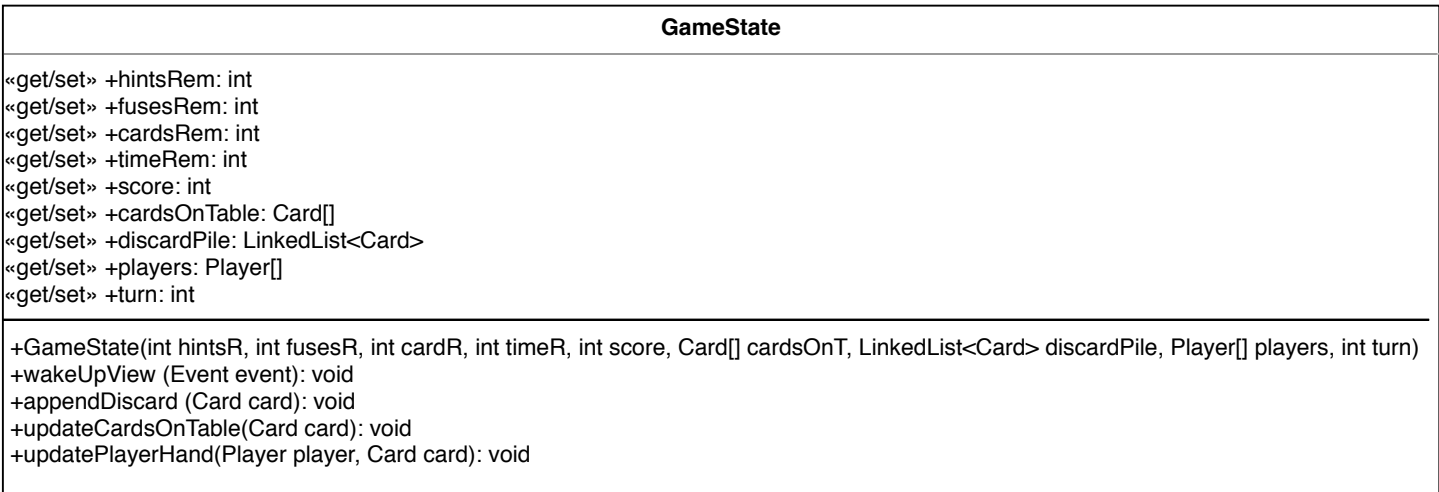 GameState
«get/set» +hintsRem: int
«get/set» +fusesRem: int
«get/set» +cardsRem: int
«get/set» +timeRem: int
«get/set» +score: int
«get/set» +cardsOnTable: Card[]
«get/set» +discardPile: LinkedList<Card>
«get/set» +players: Player[]
«get/set» +turn: int
+GameState(int hintsR, int fusesR, int cardR, int timeR, int score, Card[] cardsOnT, LinkedList<Card> discardPile, Player[] players, int turn)
+wakeUpView (Event event): void
+appendDiscard (Card card): void
+updateCardsOnTable(Card card): void
+updatePlayerHand(Player player, Card card): void